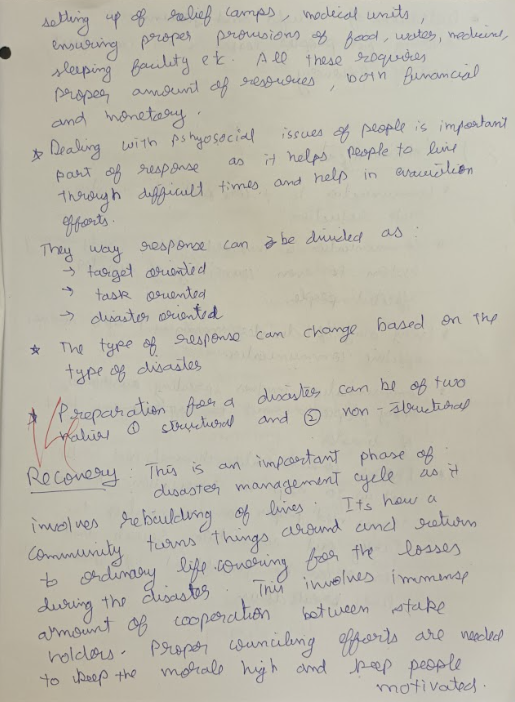 setting up of relief camps, medical units,
ensuring proper provisions of food, water, medicine,
sleeping facility etc. All these requires
proper amount of resources, both financial
and monetary.
* Dealing with pshyosocial issues of people is important
part of response as it helps people to live
through difficult times and help in evacuation
efforts.
They way response can be divided as :
→ target oriented
→ task oriented
→ disaster oriented
* The type of response can change based on the
type of disaster
* Preparation for a disaster can be of two
nature ① structural and ② non-structural
Recovery : This is an important phase of
disaster management cycle as it
involves rebuilding of lives. Its how a
community turns things around and return
to ordinary life covering for the losses
during the disaster. This involves immense
amount of cooperation between stake
holders. Proper counciling efforts are needed
to keep the morale high and keep people
motivated.